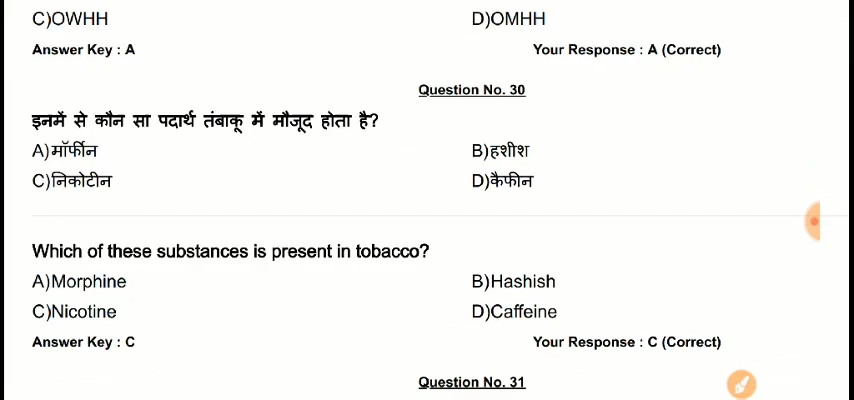 C)OWHH D)OMHH
Answer Key : A Your Response : A (Correct)
Question No. 30
इनमें से कौन सा पदार्थ तंबाकू में मौजूद होता है?
A)मॉर्फीन B)हशीश
C)निकोटीन D)कैफीन
Which of these substances is present in tobacco?
A)Morphine B)Hashish
C)Nicotine D)Caffeine
Answer Key : C Your Response : C (Correct)
Question No. 31